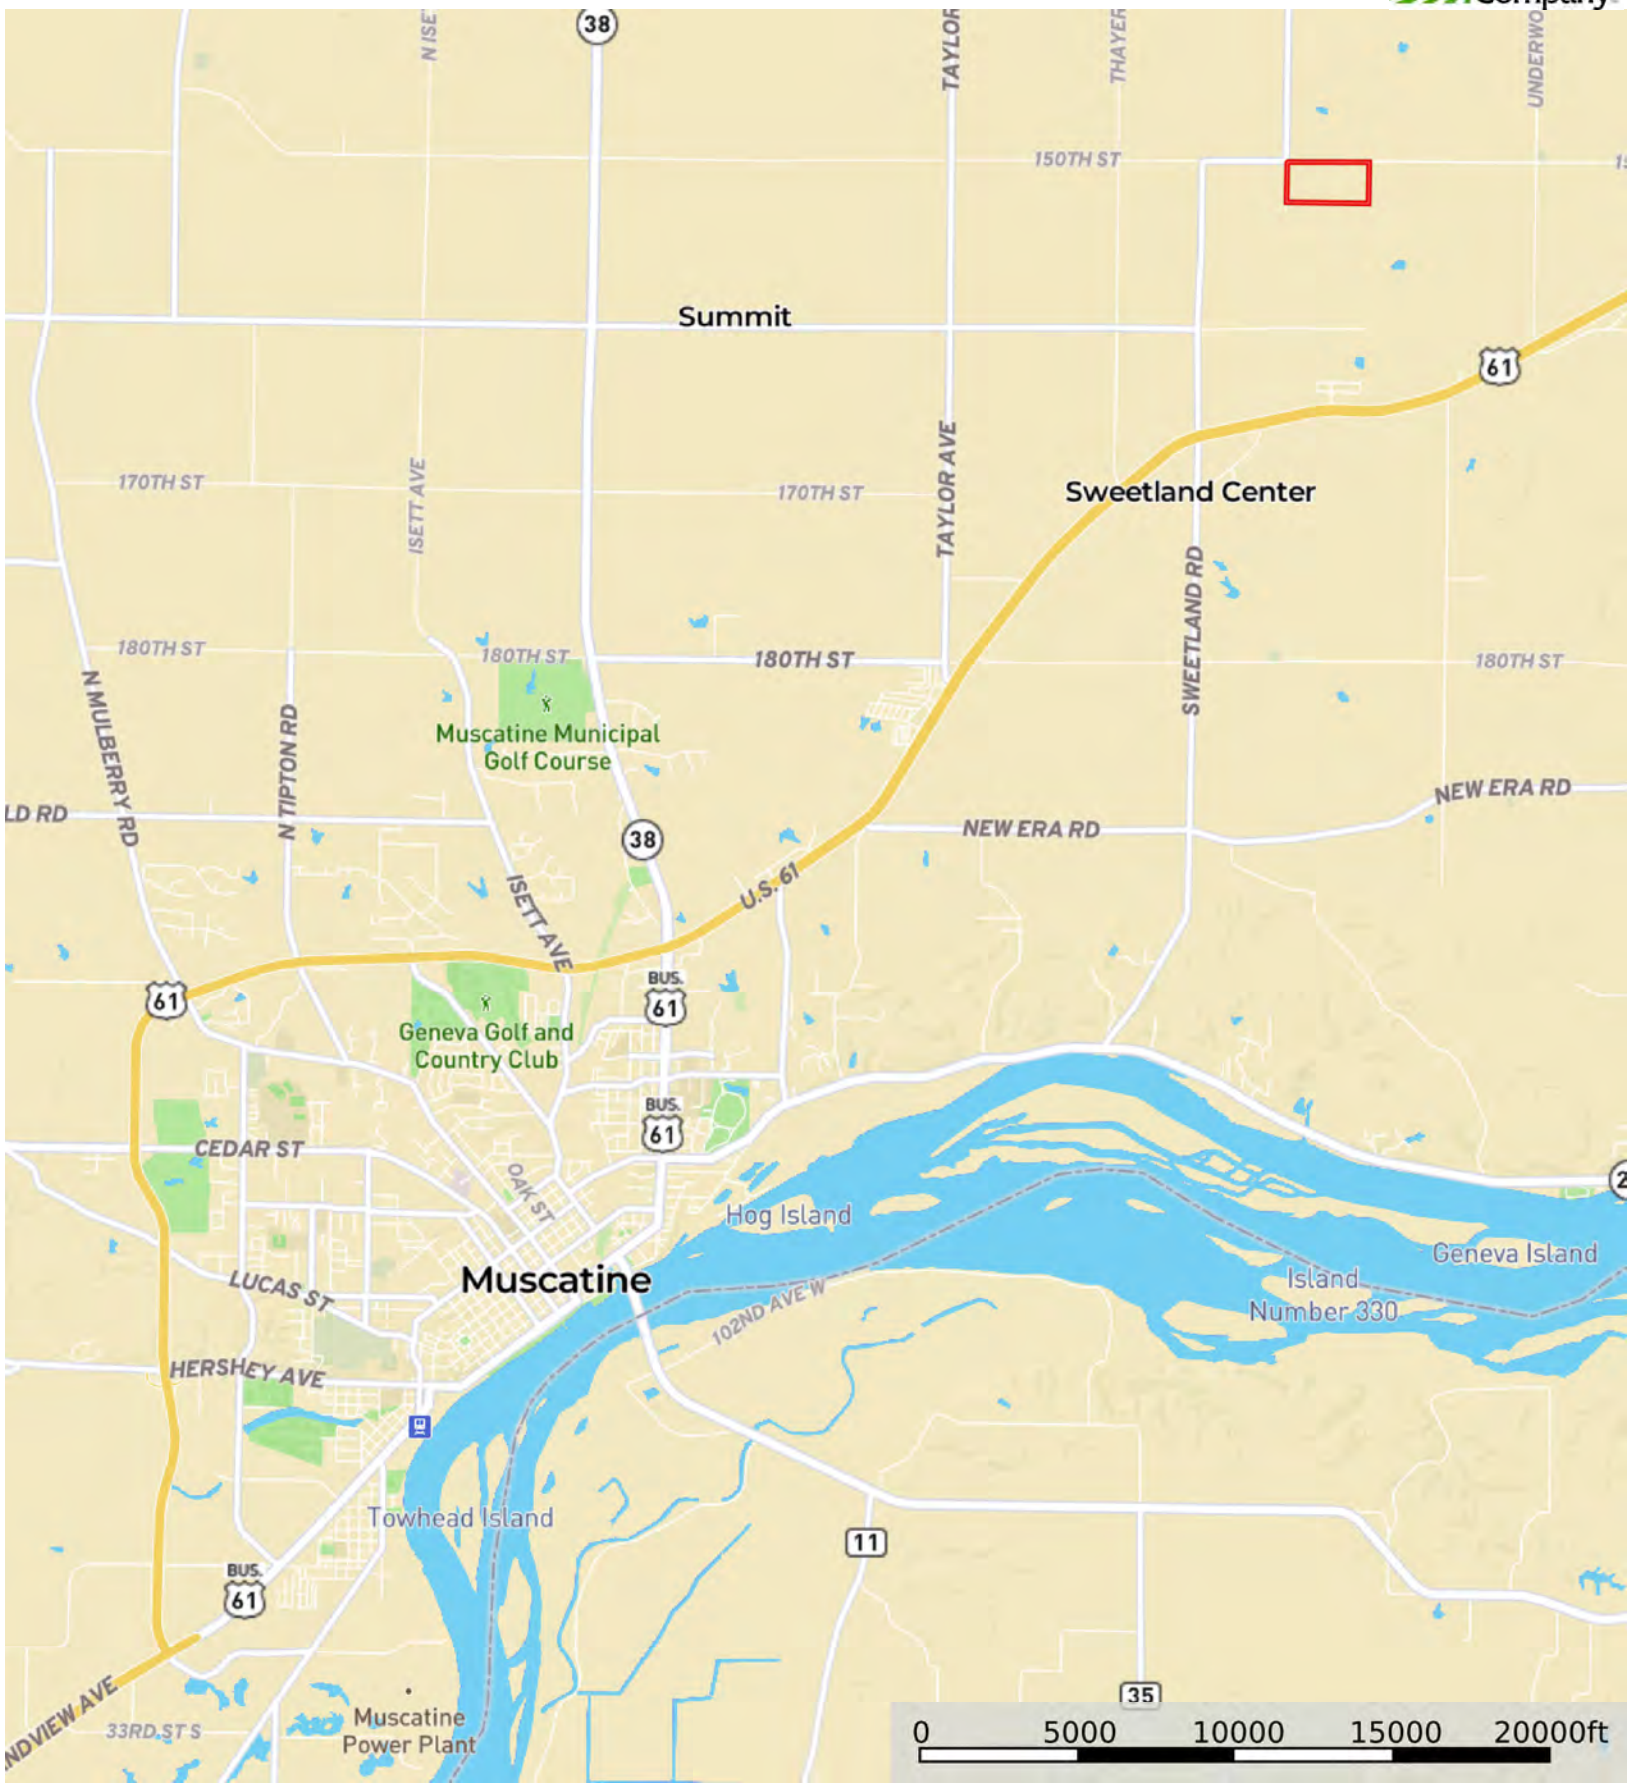 Company
38
N ISE
TAYLOR
THAYER
UNDERWO
150TH ST
Summit
61
170TH ST
ISETT AVE
170TH ST
TAYLOR AVE
Sweetland Center
SWEETLAND RD
180TH ST
180TH ST
180TH ST
180TH ST
N MULBERRY RD
N TIPTON RD
Muscatine Municipal
Golf Course
LD RD
38
NEW ERA RD
NEW ERA RD
U.S. 61
ISETT AVE
61
BUS.
61
Geneva Golf and
Country Club
BUS.
61
CEDAR ST
OAK ST
Hog Island
Geneva Island
Island
Number 330
Muscatine
LUCAS ST
102ND AVE W
HERSHEY AVE
Towhead Island
11
BUS.
61
35
NDVIEW AVE
33RD ST S
Muscatine
Power Plant
0 5000 10000 15000 20000ft